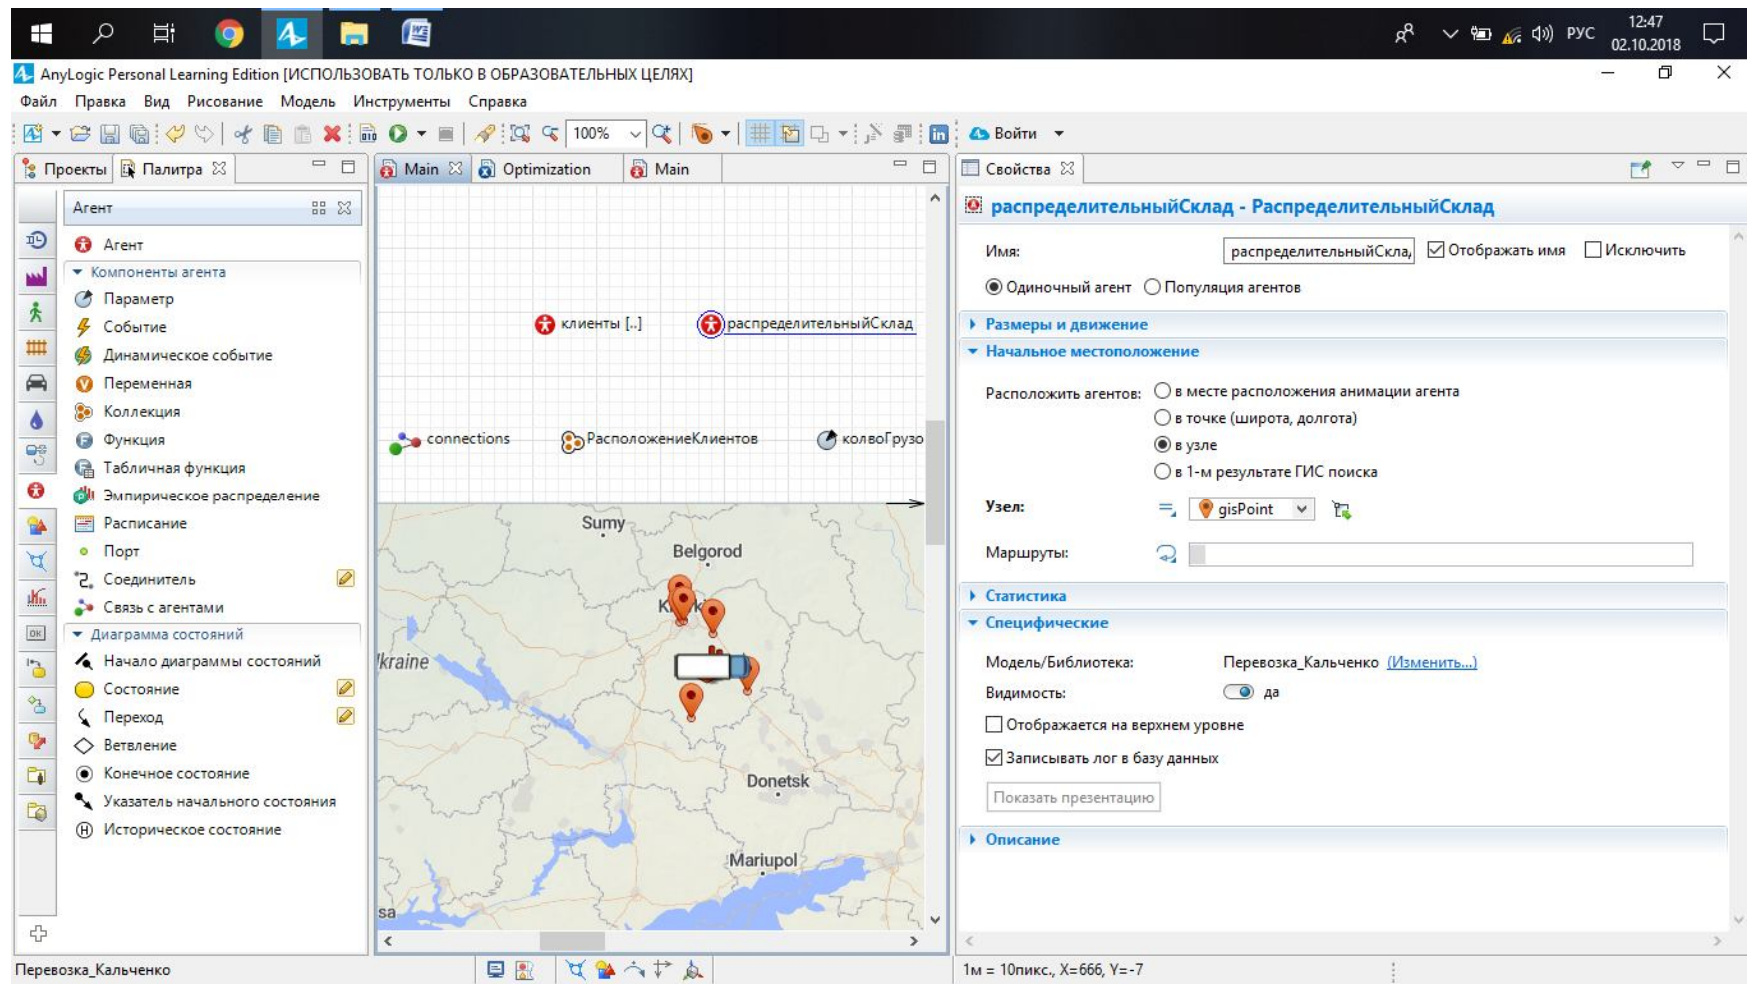 12:47
РУС
02.10.2018
AnyLogic Personal Learning Edition [ИСПОЛЬЗОВАТЬ ТОЛЬКО В ОБРАЗОВАТЕЛЬНЫХ ЦЕЛЯХ]
Файл Правка Вид Рисование Модель Инструменты Справка
100%
Войти
Проекты Палитра
Main Optimization Main
Свойства
Агент
Агент
Компоненты агента
Параметр
Событие
Динамическое событие
Переменная
Коллекция
Функция
Табличная функция
Эмпирическое распределение
Расписание
Порт
Соединитель
Связь с агентами
Диаграмма состояний
Начало диаграммы состояний
Состояние
Переход
Ветвление
Конечное состояние
Указатель начального состояния
Историческое состояние
клиенты [..]
распределительныйСклад
connections
РасположениеКлиентов
колвоГрузо
Sumy
Belgorod
kraine
Donetsk
Mariupol
sa
распределительныйСклад - РаспределительныйСклад
Имя:
распределительныйСкла
Отображать имя
Исключить
Одиночный агент Популяция агентов
Размеры и движение
Начальное местоположение
Расположить агентов:
в месте расположения анимации агента
в точке (широта, долгота)
в узле
в 1-м результате ГИС поиска
Узел:
gisPoint
Маршруты:
Статистика
Специфические
Модель/Библиотека:
Перевозка_Кальченко (Изменить...)
Видимость:
да
Отображается на верхнем уровне
Записывать лог в базу данных
Показать презентацию
Описание
Перевозка_Кальченко
1м = 10пикс., X=666, Y=-7